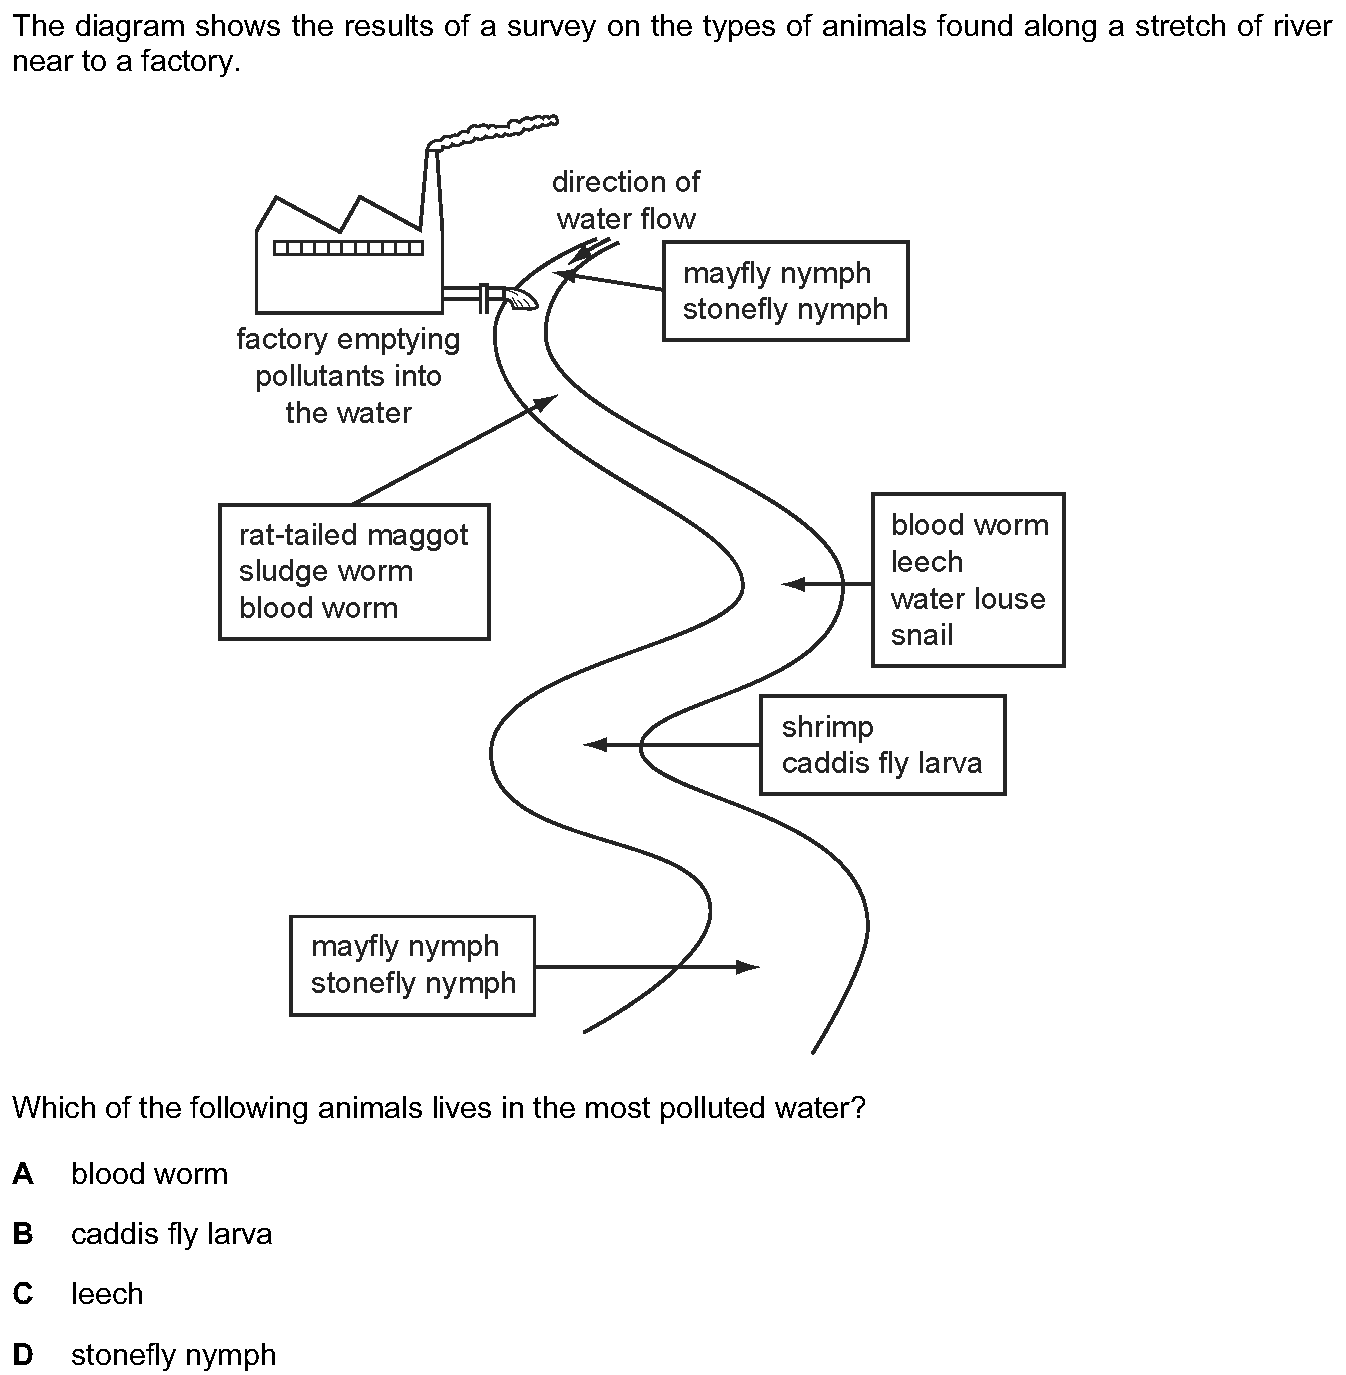 The diagram shows the results of a survey on the types of animals found along a stretch of river
near to a factory.
direction of
water flow
mayfly nymph
stonefly nymph
factory emptying
pollutants into
the water
rat-tailed maggot
sludge worm
blood worm
blood worm
leech
water louse
snail
shrimp
caddis fly larva
mayfly nymph
stonefly nymph
Which of the following animals lives in the most polluted water?
A blood worm
B caddis fly larva
C leech
D stonefly nymph